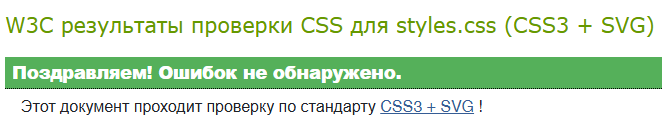 W3C результаты проверки CSS для styles.css (CSS3 + SVG)
Поздравляем! Ошибок не обнаружено.
Этот документ проходит проверку по стандарту CSS3 + SVG !